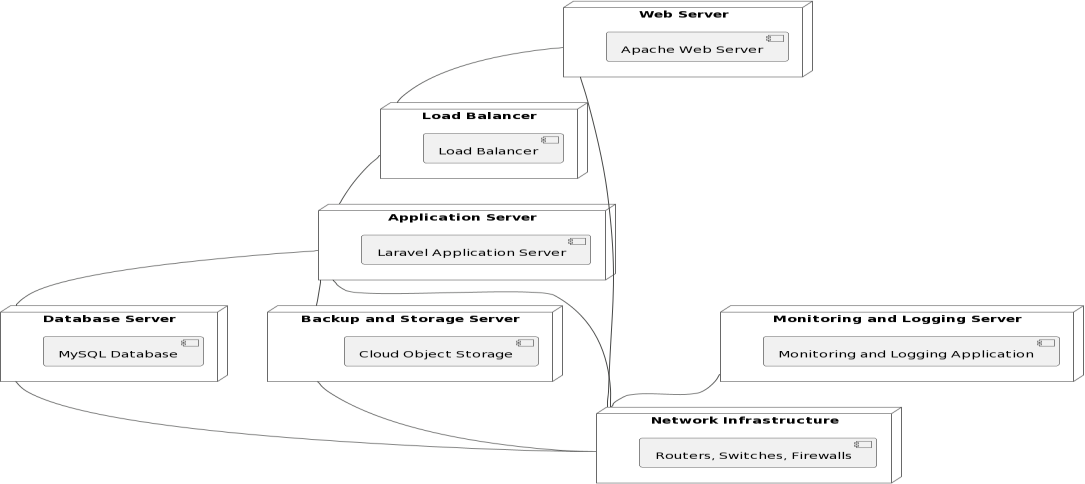 Web Server
Apache Web Server
Load Balancer
Load Balancer
Application Server
Laravel Application Server
Database Server
MySQL Database
Backup and Storage Server
Cloud Object Storage
Monitoring and Logging Server
Monitoring and Logging Application
Network Infrastructure
Routers, Switches, Firewalls